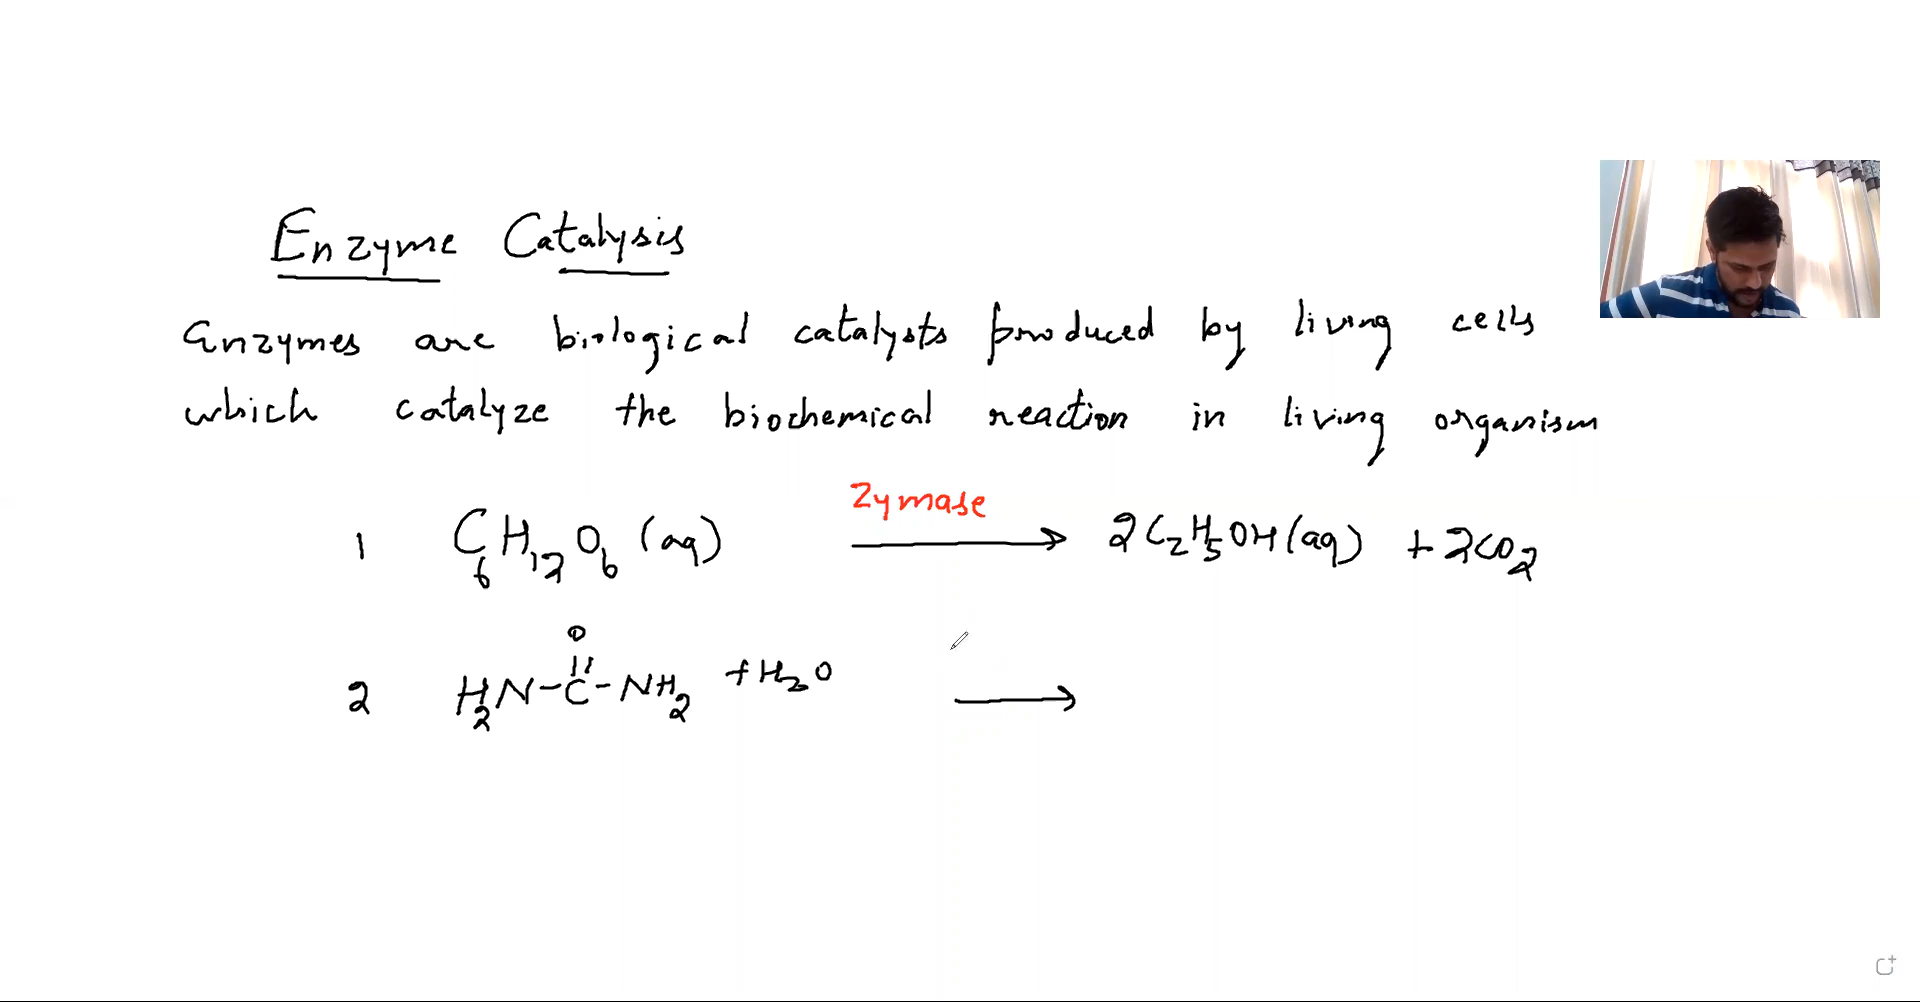 Enzyme Catalysis
Enzymes are biological catalysts produced by living cells
which catalyze the biochemical reaction in living organism
Zymase
1 C6H12O6 (aq) → 2C2H5OH(aq) + 2CO2
O
2 H2N-C-NH2 + H2O →